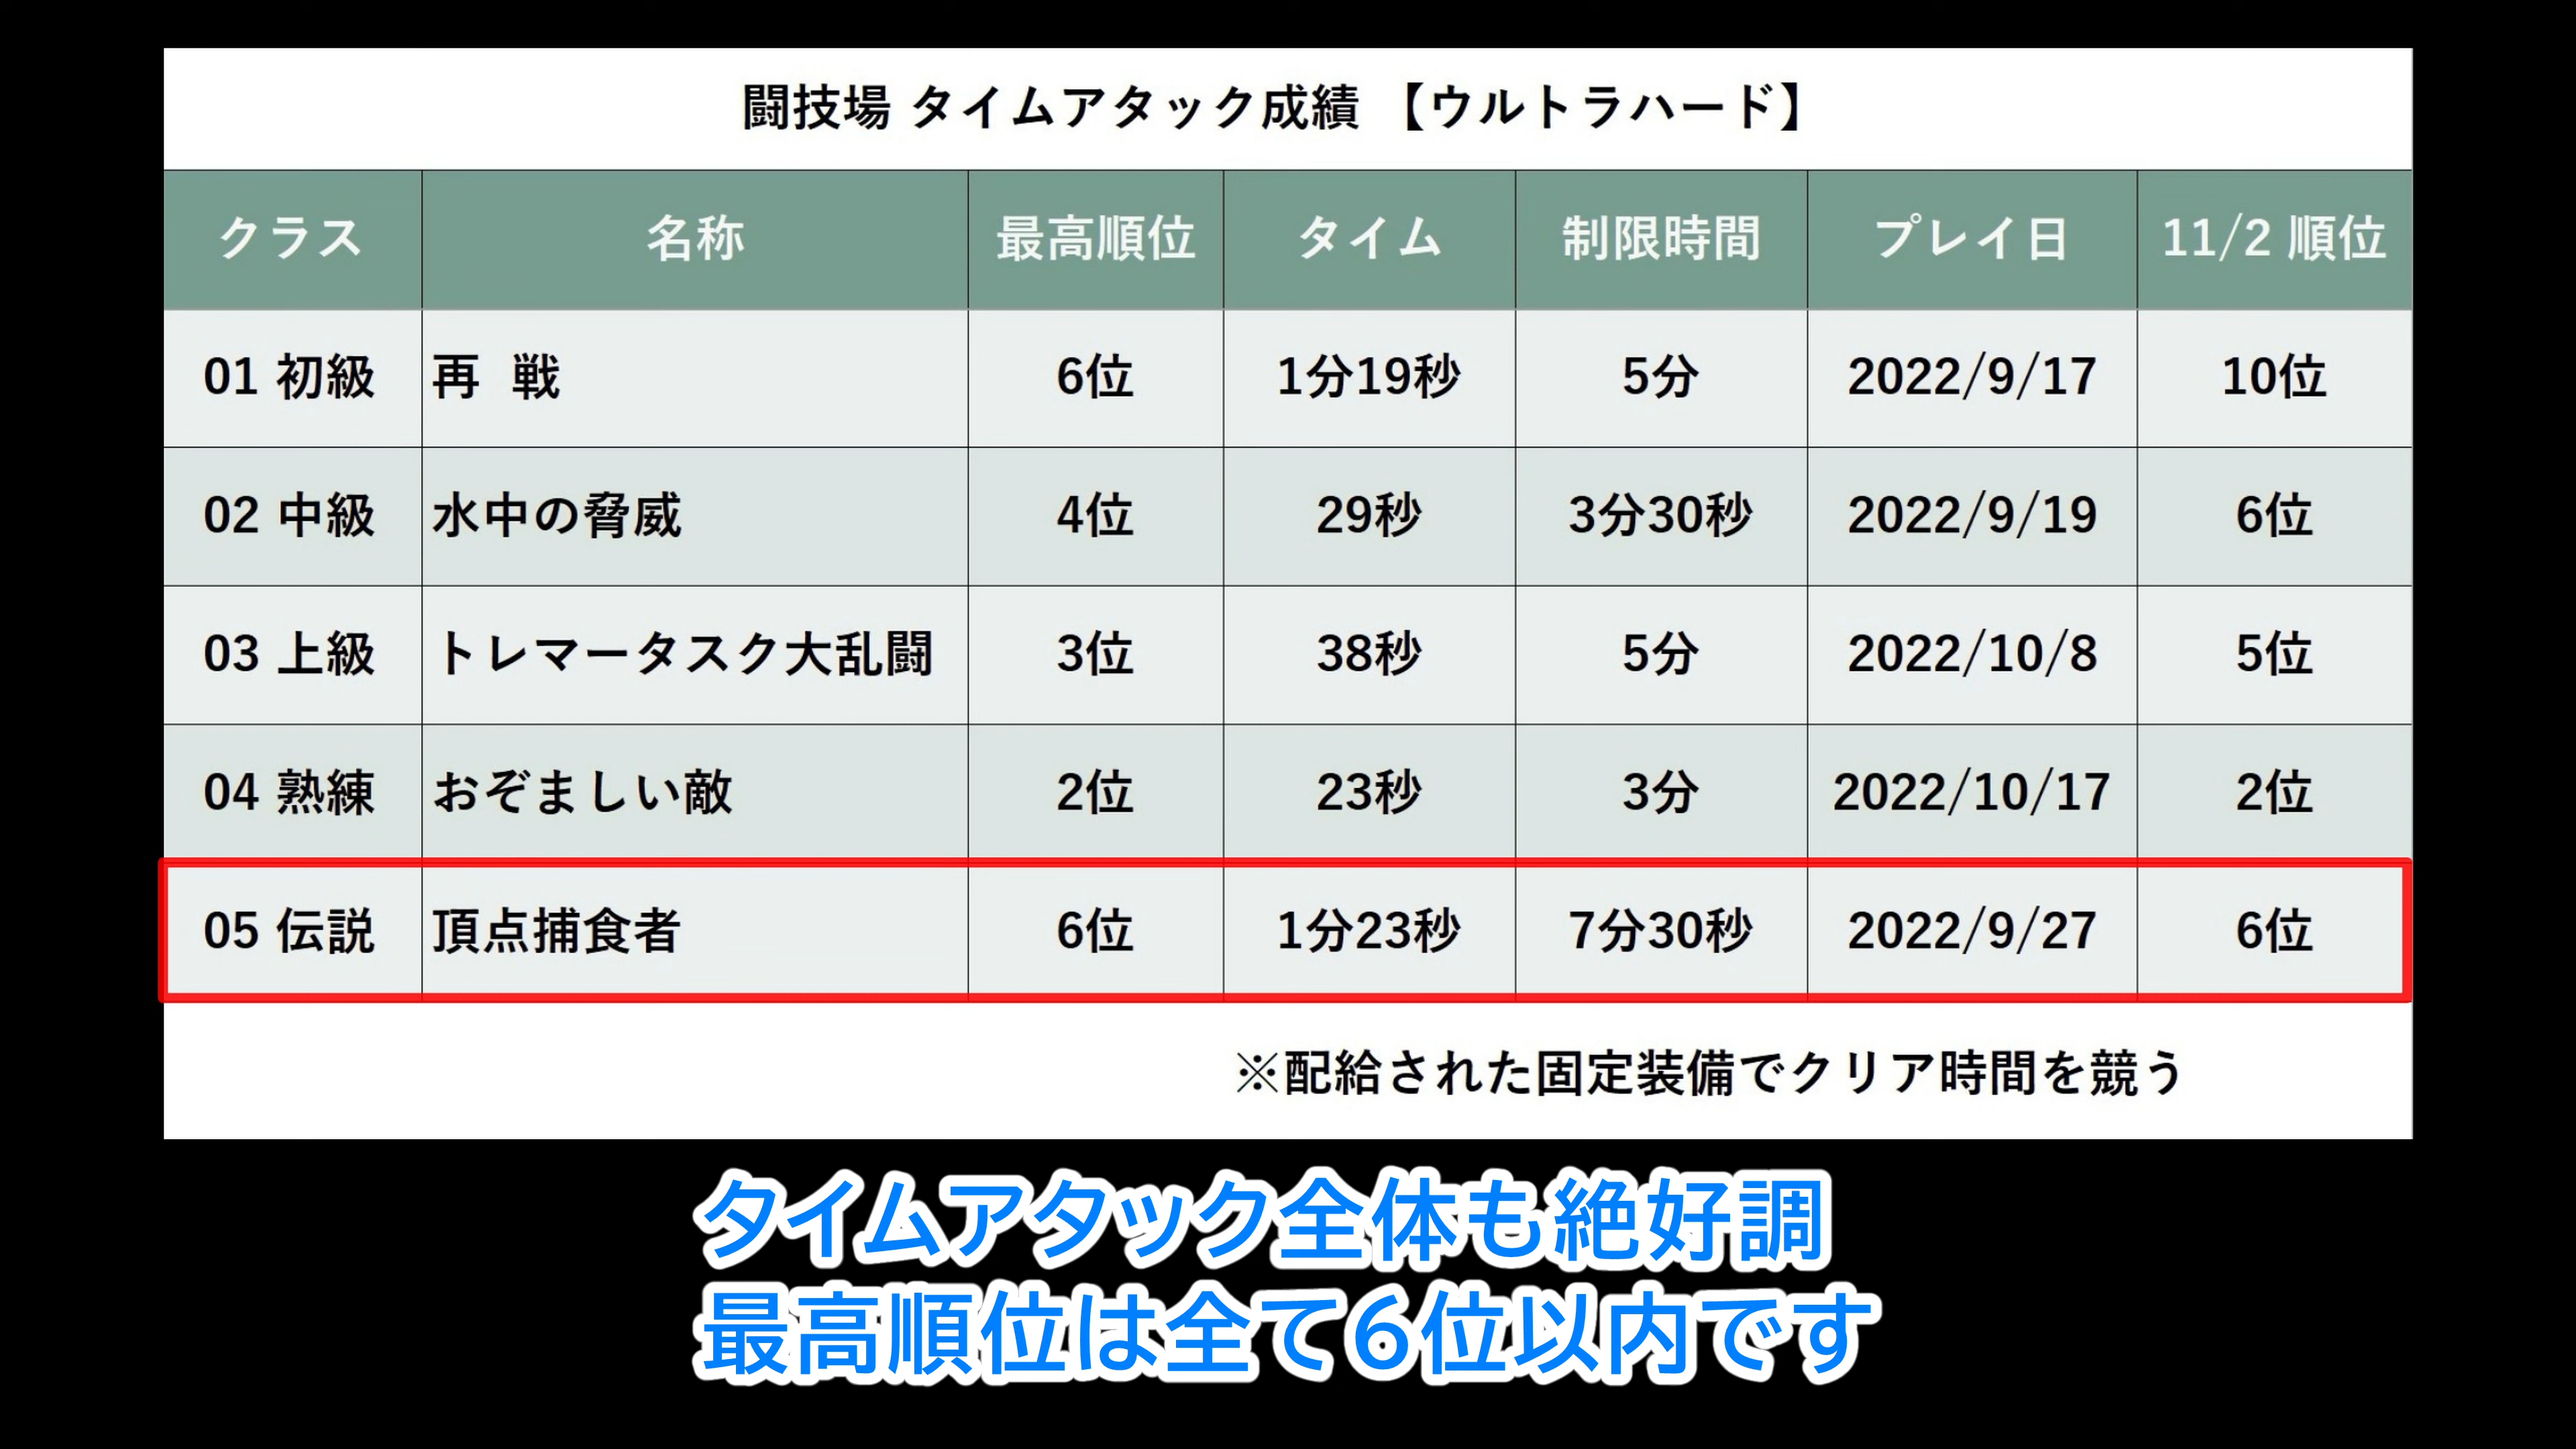 闘技場 タイムアタック成績 【ウルトラハード】
クラス 名称 最高順位 タイム 制限時間 プレイ日 11/2 順位
01 初級 再 戦 6位 1分19秒 5分 2022/9/17 10位
02 中級 水中の脅威 4位 29秒 3分30秒 2022/9/19 6位
03 上級 トレマータスク大乱闘 3位 38秒 5分 2022/10/8 5位
04 熟練 おぞましい敵 2位 23秒 3分 2022/10/17 2位
05 伝説 頂点捕食者 6位 1分23秒 7分30秒 2022/9/27 6位
※配給された固定装備でクリア時間を競う
タイムアタック全体も絶好調
最高順位は全て6位以内です